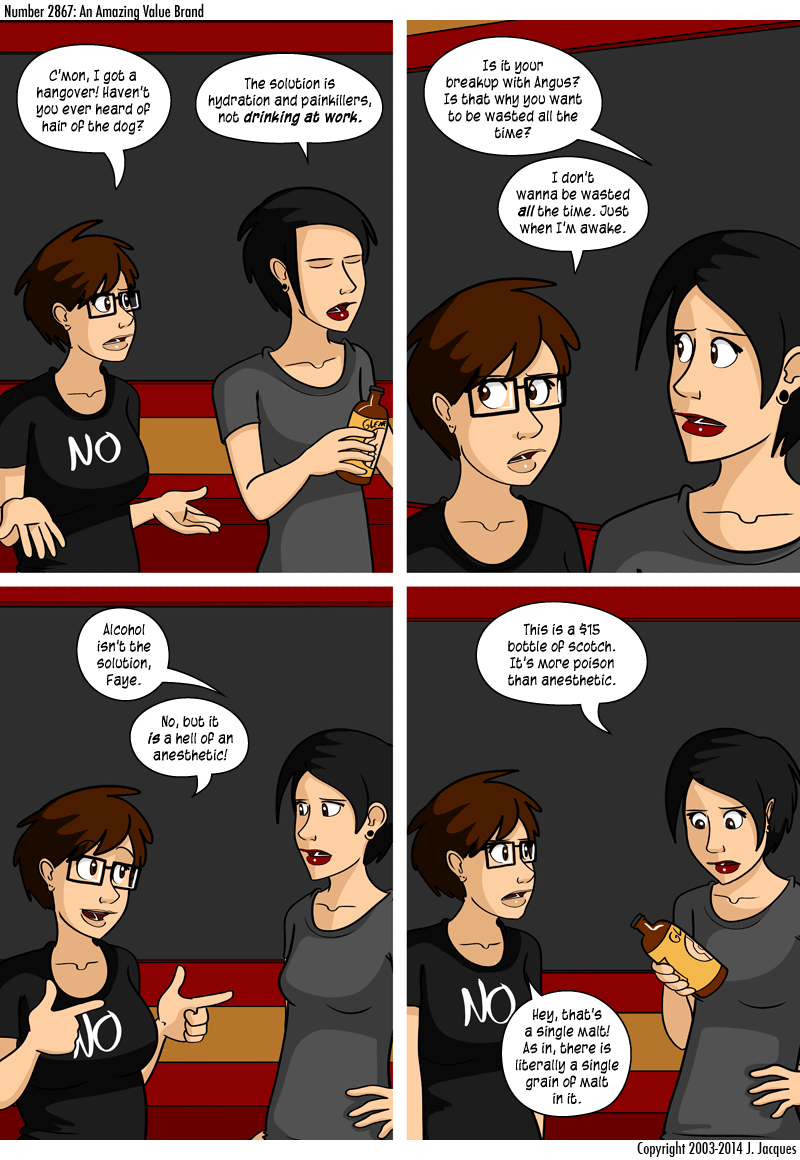 Number 2867: An Amazing Value Brand
C'mon, I got a
hangover! Haven't
you ever heard of
hair of the dog?
The solution is
hydration and painkillers,
not drinking at work.
NO
Is it your
breakup with Angus?
Is that why you want
to be wasted all the
time?
I don't
wanna be wasted
all the time. Just
when I'm awake.
Alcohol
isn't the
solution,
Faye.
No, but it
is a hell of an
anesthetic!
NO
This is a $15
bottle of scotch.
It's more poison
than anesthetic.
NO
Hey, that's
a single malt!
As in, there is
literally a single
grain of malt
in it.
Copyright 2003-2014 J. Jacques